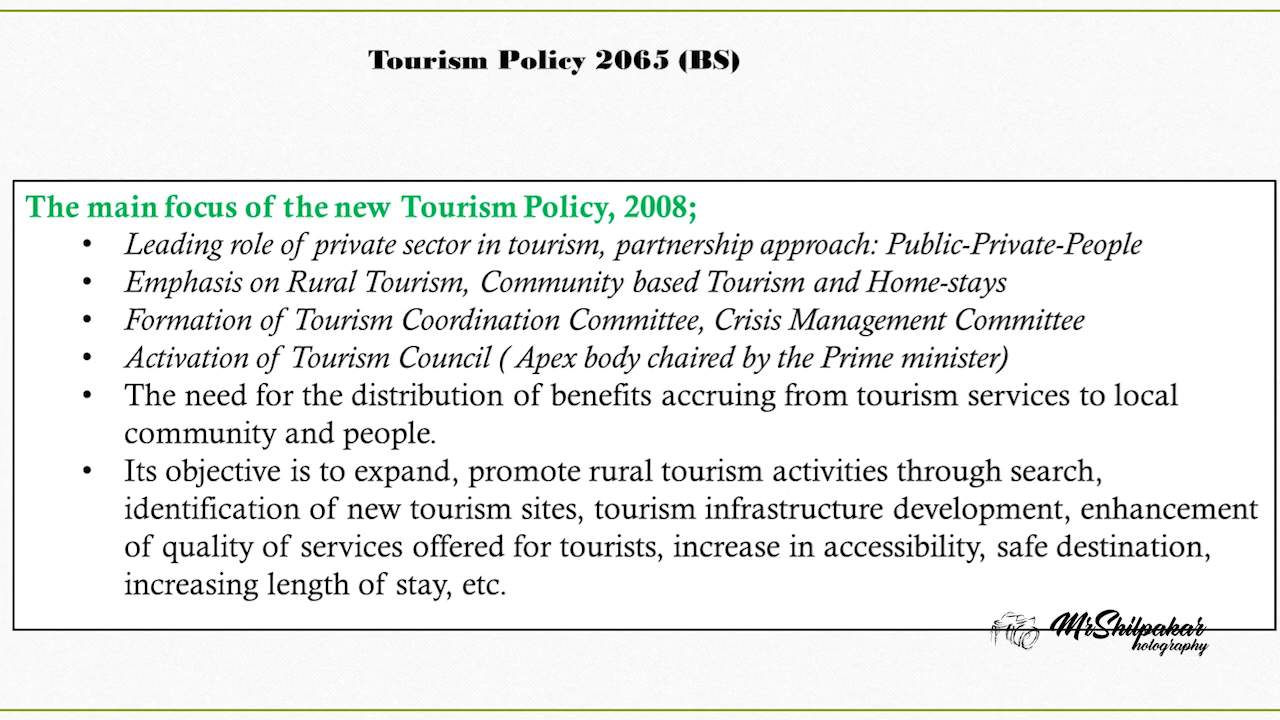 Tourism Policy 2065 (BS)
The main focus of the new Tourism Policy, 2008;
• Leading role of private sector in tourism, partnership approach: Public-Private-People
• Emphasis on Rural Tourism, Community based Tourism and Home-stays
• Formation of Tourism Coordination Committee, Crisis Management Committee
• Activation of Tourism Council ( Apex body chaired by the Prime minister)
• The need for the distribution of benefits accruing from tourism services to local
community and people.
• Its objective is to expand, promote rural tourism activities through search,
identification of new tourism sites, tourism infrastructure development, enhancement
of quality of services offered for tourists, increase in accessibility, safe destination,
increasing length of stay, etc.
MrShilpakar
hotography